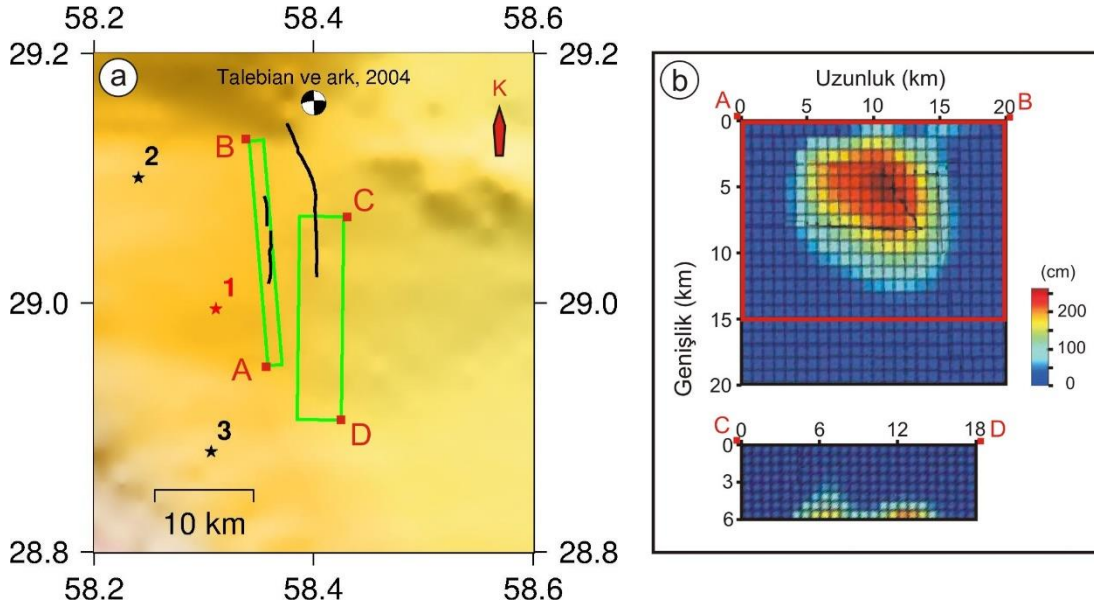 58.2 58.4 58.6
29.2 29.2
a
Talebian ve ark, 2004
K
B
2
C
29.0 29.0
1
A
D
3
10 km
28.8 28.8
58.2 58.4 58.6
b
Uzunluk (km)
A B
0 5 10 15 20
0
5
10
15
20
Genişlik (km)
(cm)
200
100
0
C D
0 6 12 18
0
3
6